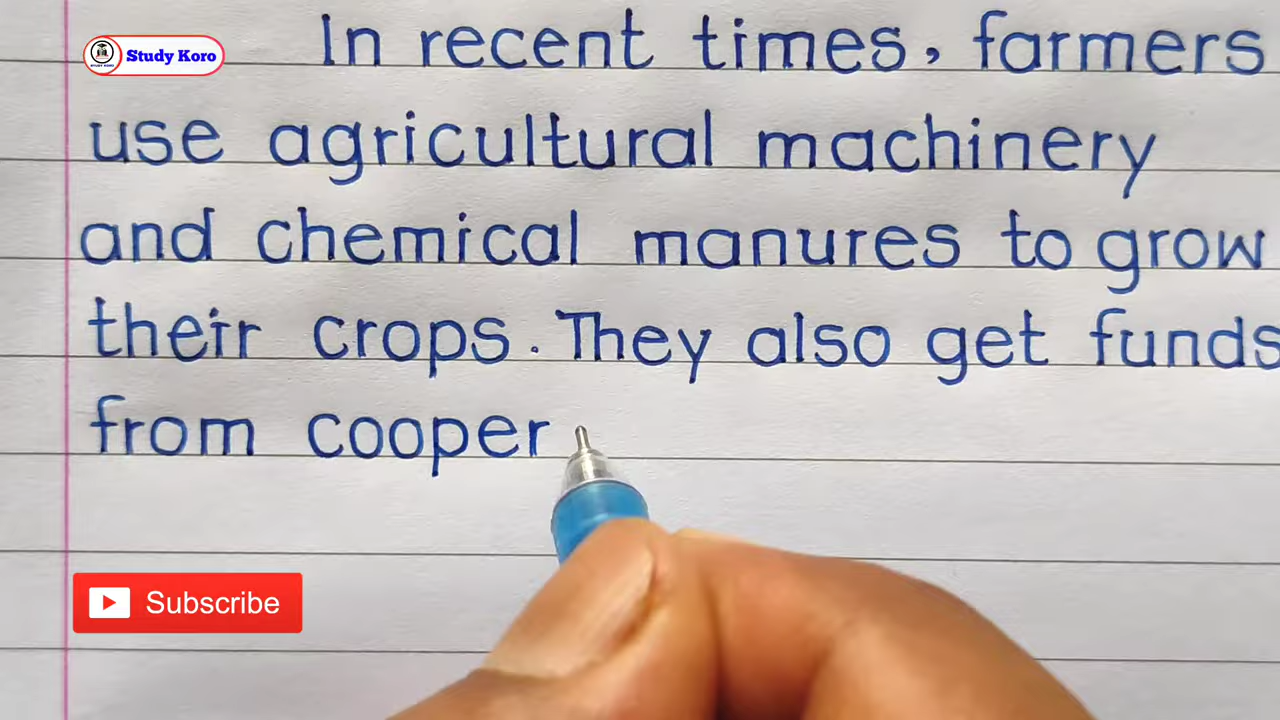 Study Koro
In recent times, farmers
use agricultural machinery
and chemical manures to grow
their crops. They also get funds
from cooper
Subscribe